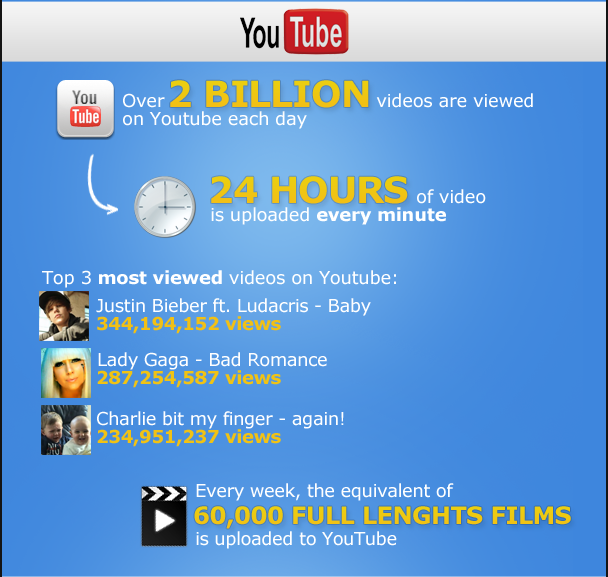 You Tube
You
Tube
Over 2 BILLION videos are viewed
on Youtube each day
24 HOURS of video
is uploaded every minute
Top 3 most viewed videos on Youtube:
Justin Bieber ft. Ludacris - Baby
344,194,152 views
Lady Gaga - Bad Romance
287,254,587 views
Charlie bit my finger - again!
234,951,237 views
Every week, the equivalent of
60,000 FULL LENGHTS FILMS
is uploaded to YouTube